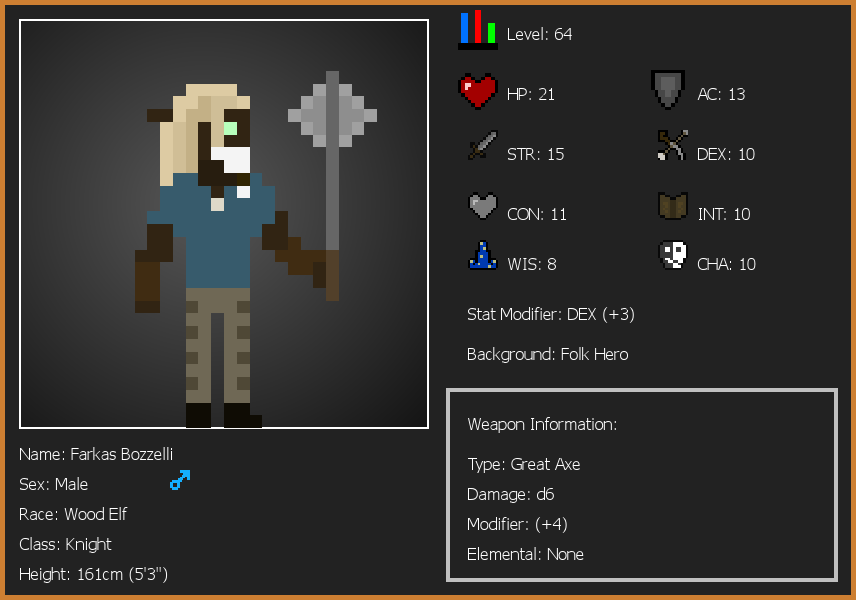 Level: 64
HP: 21
AC: 13
STR: 15
DEX: 10
CON: 11
INT: 10
WIS: 8
CHA: 10
Stat Modifier: DEX (+3)
Background: Folk Hero
Weapon Information:
Type: Great Axe
Damage: d6
Modifier: (+4)
Elemental: None
Name: Farkas Bozzelli
Sex: Male
Race: Wood Elf
Class: Knight
Height: 161cm (5'3")